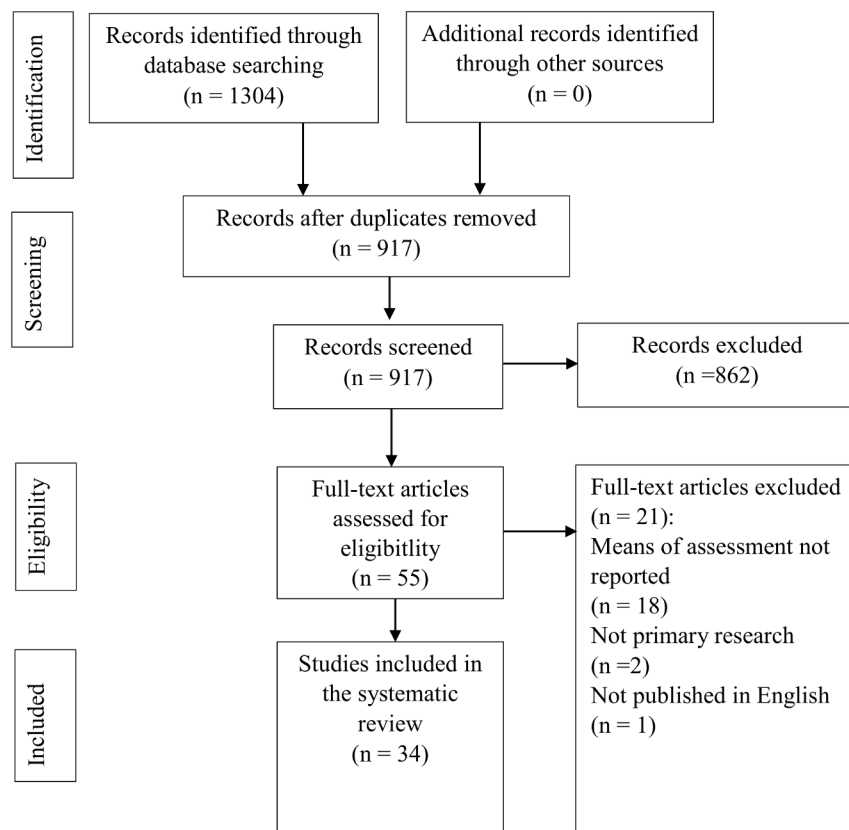 Identification
Records identified through
database searching
(n = 1304)
Additional records identified
through other sources
(n = 0)
Screening
Records after duplicates removed
(n = 917)
Records screened
(n = 917)
Records excluded
(n =862)
Eligibility
Full-text articles
assessed for
eligibitlity
(n = 55)
Full-text articles excluded
(n = 21):
Means of assessment not
reported
(n = 18)
Not primary research
(n =2)
Not published in English
(n = 1)
Included
Studies included in
the systematic
review
(n = 34)